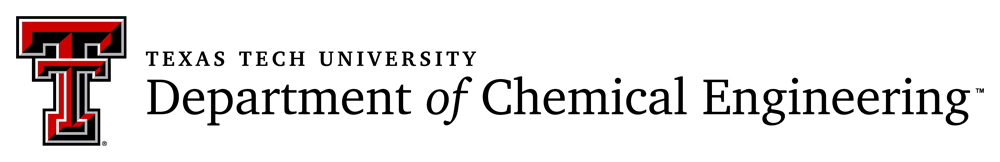 TEXAS TECH UNIVERSITY
Department of Chemical Engineering™